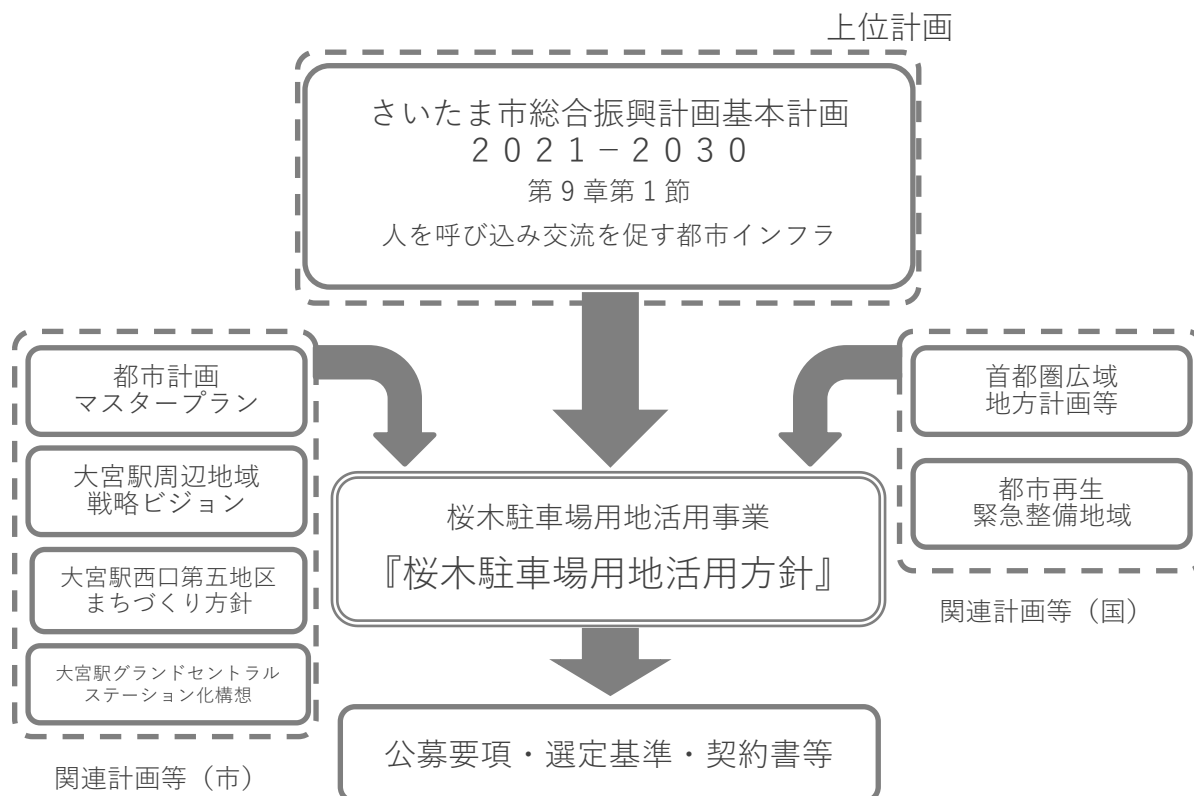 上位計画
さいたま市総合振興計画基本計画
２０２１－２０３０
第９章第１節
人を呼び込み交流を促す都市インフラ
都市計画
マスタープラン
大宮駅周辺地域
戦略ビジョン
大宮駅西口第五地区
まちづくり方針
大宮駅グランドセントラル
ステーション化構想
関連計画等（市）
首都圏広域
地方計画等
都市再生
緊急整備地域
関連計画等（国）
桜木駐車場用地活用事業
『桜木駐車場用地活用方針』
公募要項・選定基準・契約書等